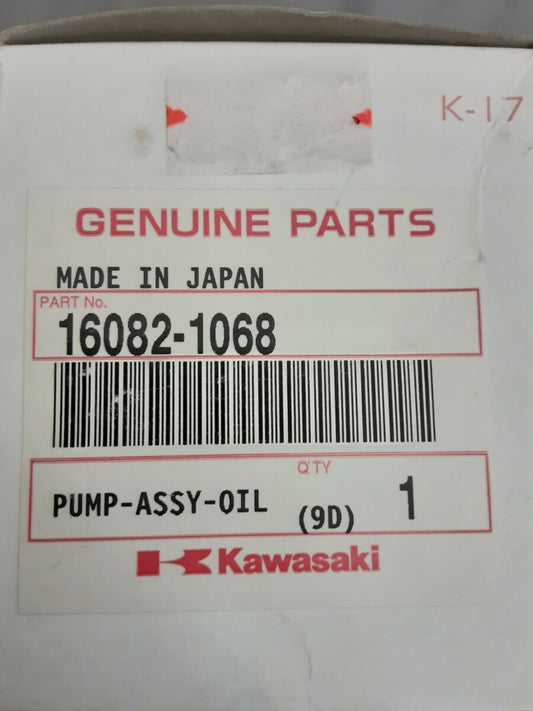 K-17
GENUINE PARTS
MADE IN JAPAN
PART No.
16082-1068
PUMP-ASSY-OIL
Q'TY
(9D)
1
Kawasaki